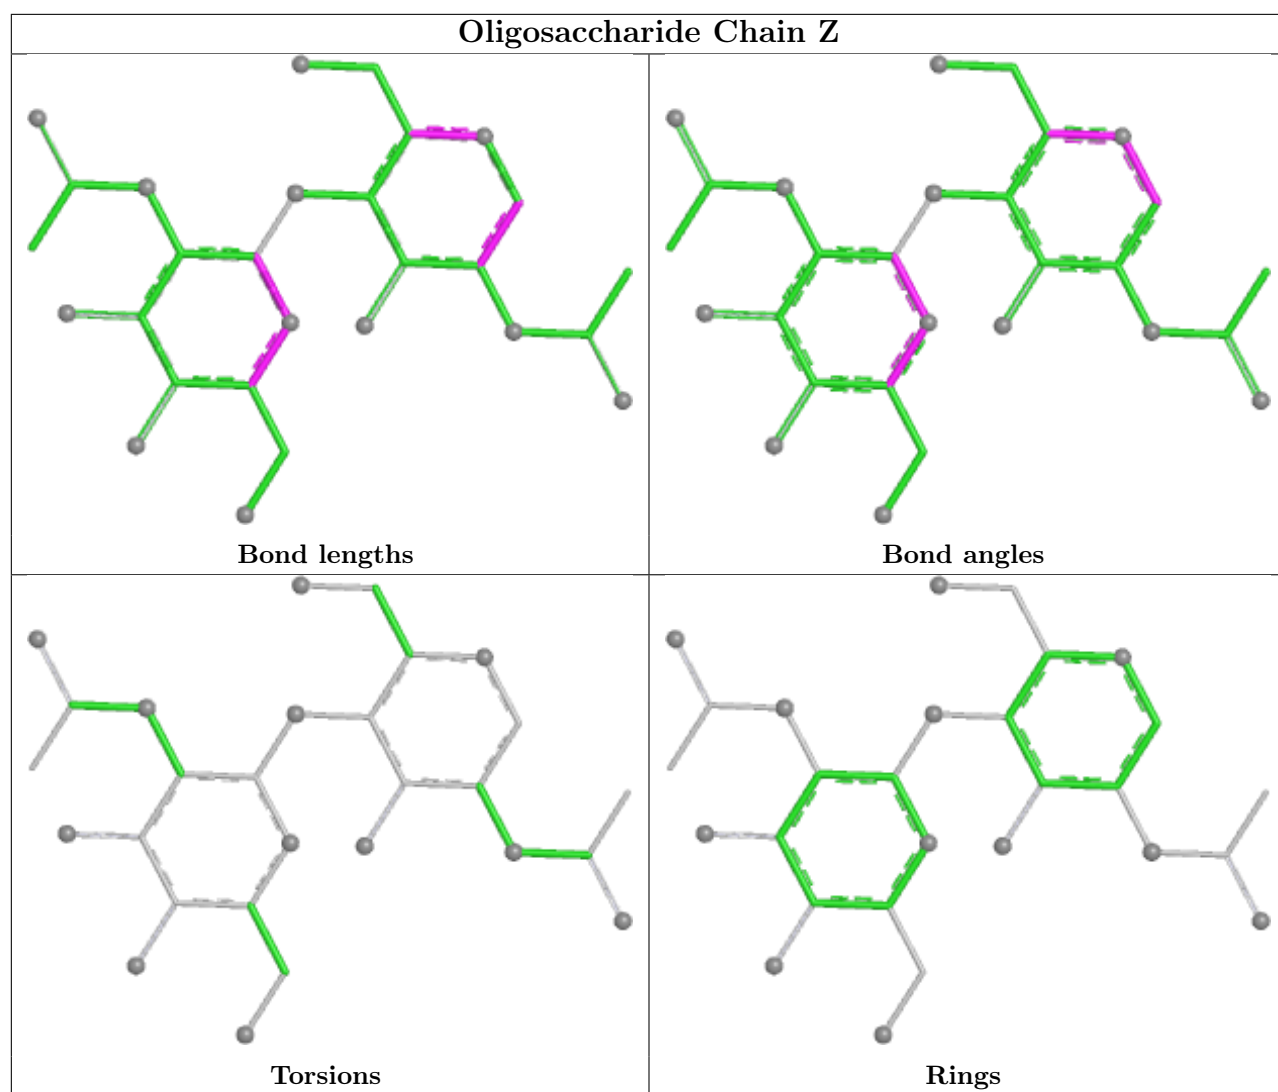 Oligosaccharide Chain Z
Bond lengths
Bond angles
Torsions
Rings